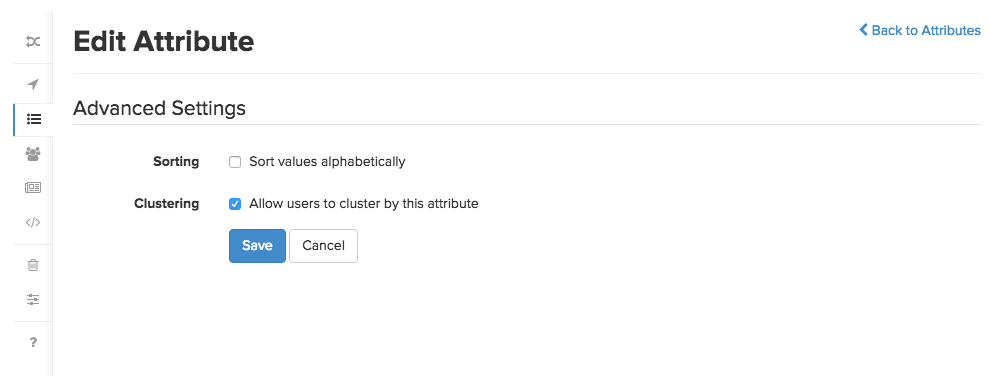 Edit Attribute
Back to Attributes
Advanced Settings
Sorting Sort values alphabetically
Clustering Allow users to cluster by this attribute
Save Cancel
</>
?